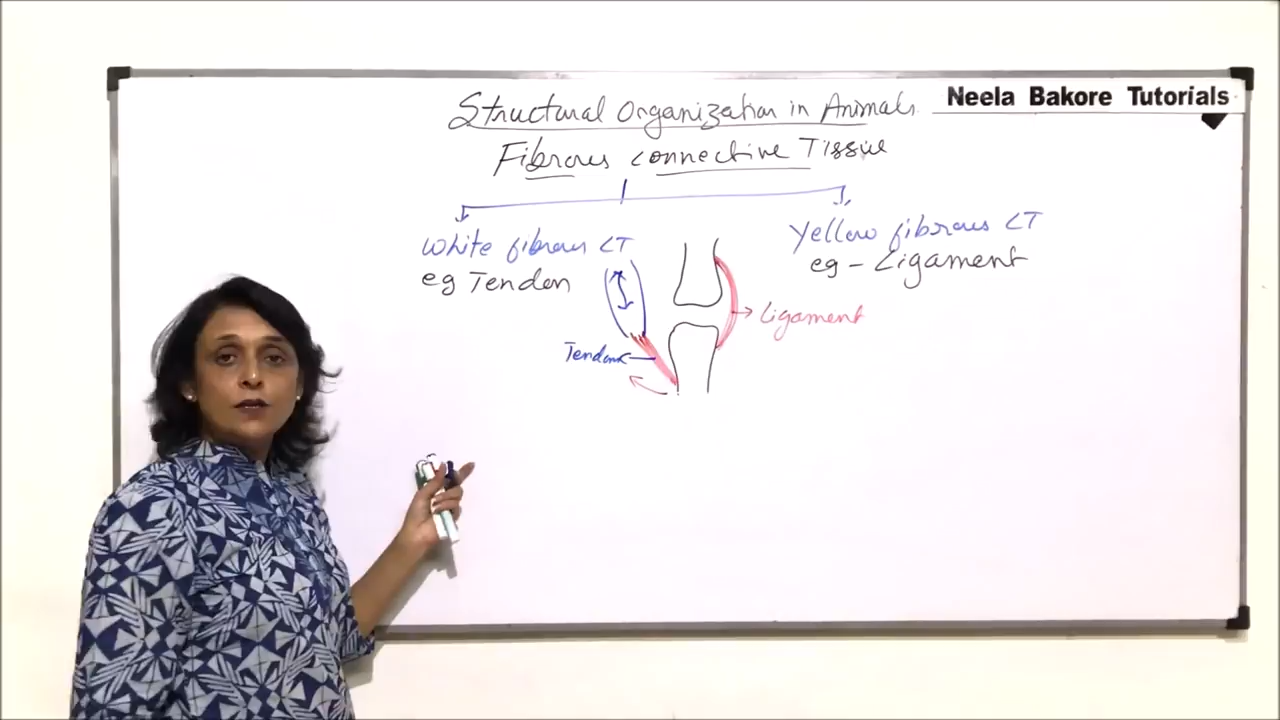 Structural Organization in Animals
Neela Bakore Tutorials
Fibrous connective Tissue
White fibrous CT
eg Tendon
Yellow fibrous CT
eg - Ligament
Ligament
Tendon